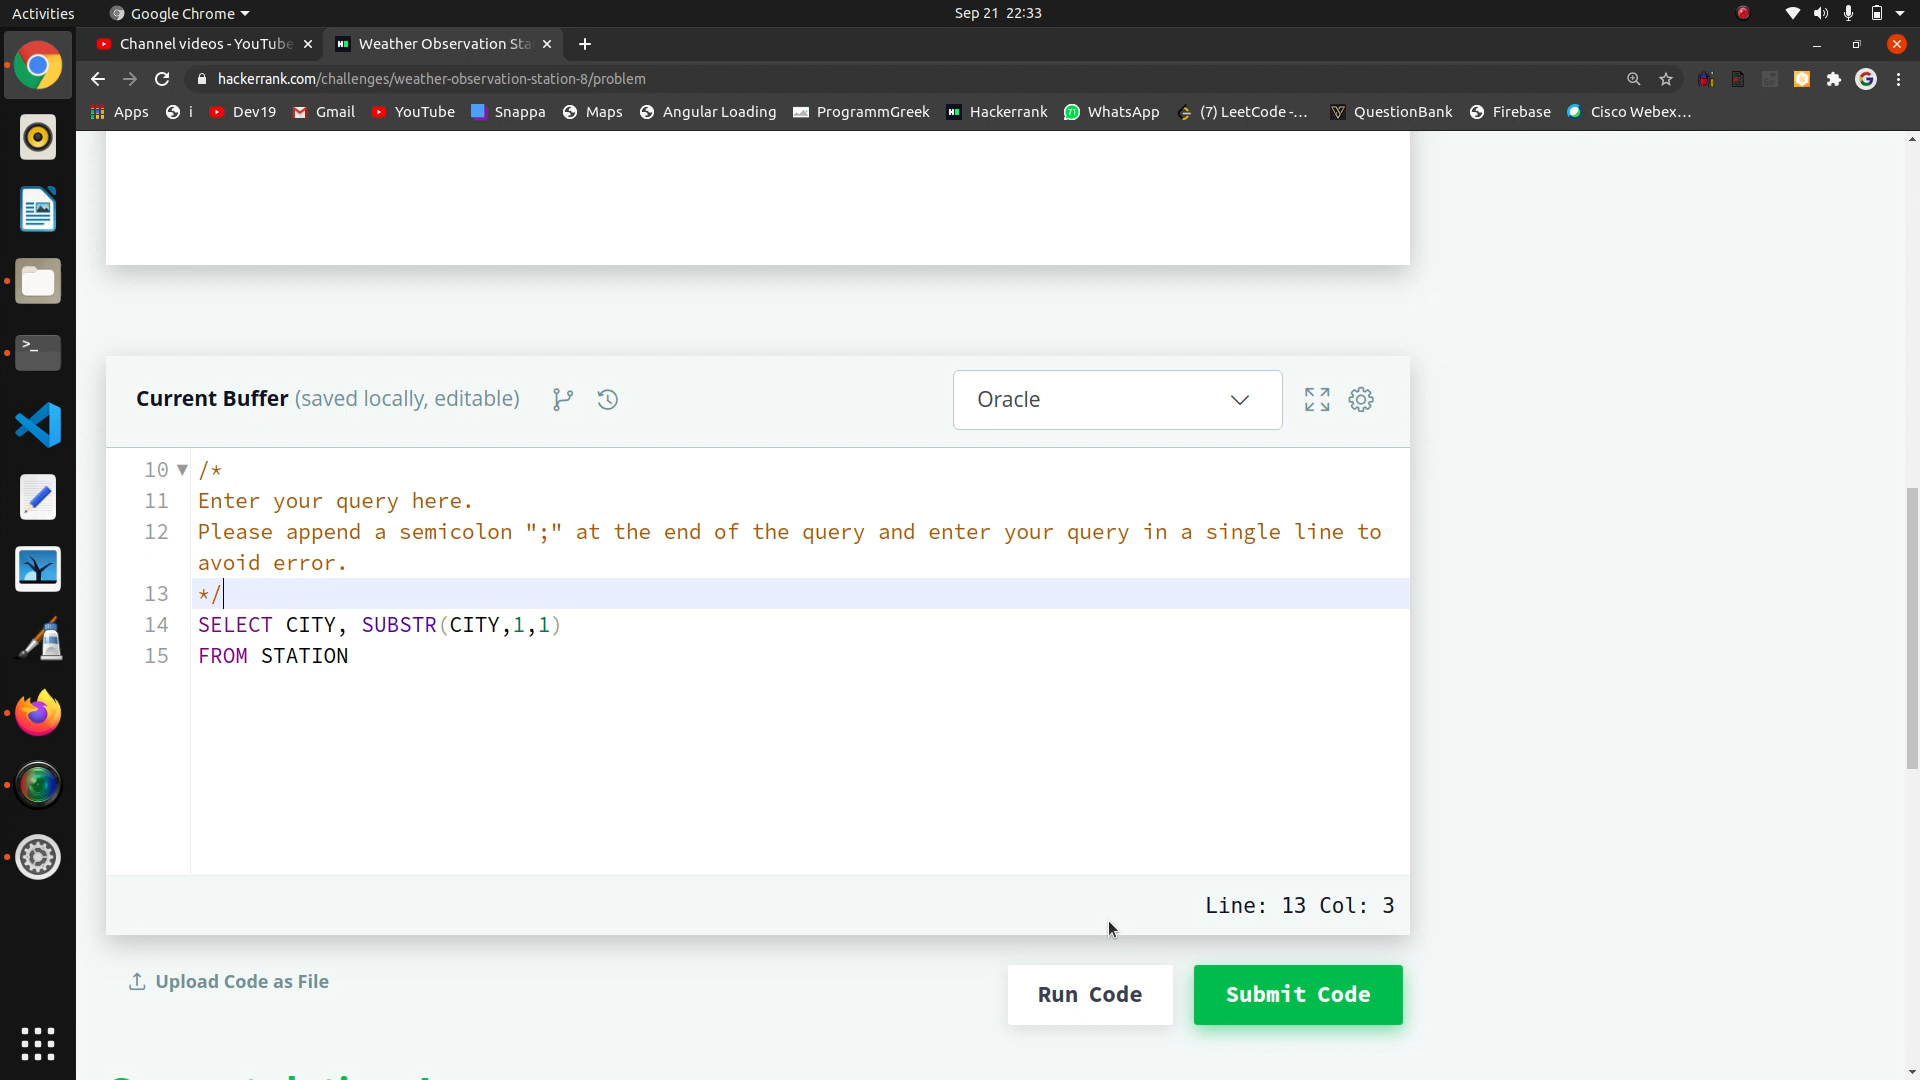 Activities
Google Chrome
Sep 21 22:33
Channel videos - YouTube
Weather Observation Sta
hackerrank.com/challenges/weather-observation-station-8/problem
Apps
i
Dev19
Gmail
YouTube
Snappa
Maps
Angular Loading
ProgrammGreek
Hackerrank
WhatsApp
(7) LeetCode -...
QuestionBank
Firebase
Cisco Webex...
Current Buffer (saved locally, editable)
Oracle
10 /*
11 Enter your query here.
12 Please append a semicolon ";" at the end of the query and enter your query in a single line to
avoid error.
13 */
14 SELECT CITY, SUBSTR(CITY,1,1)
15 FROM STATION
Line: 13 Col: 3
Upload Code as File
Run Code
Submit Code